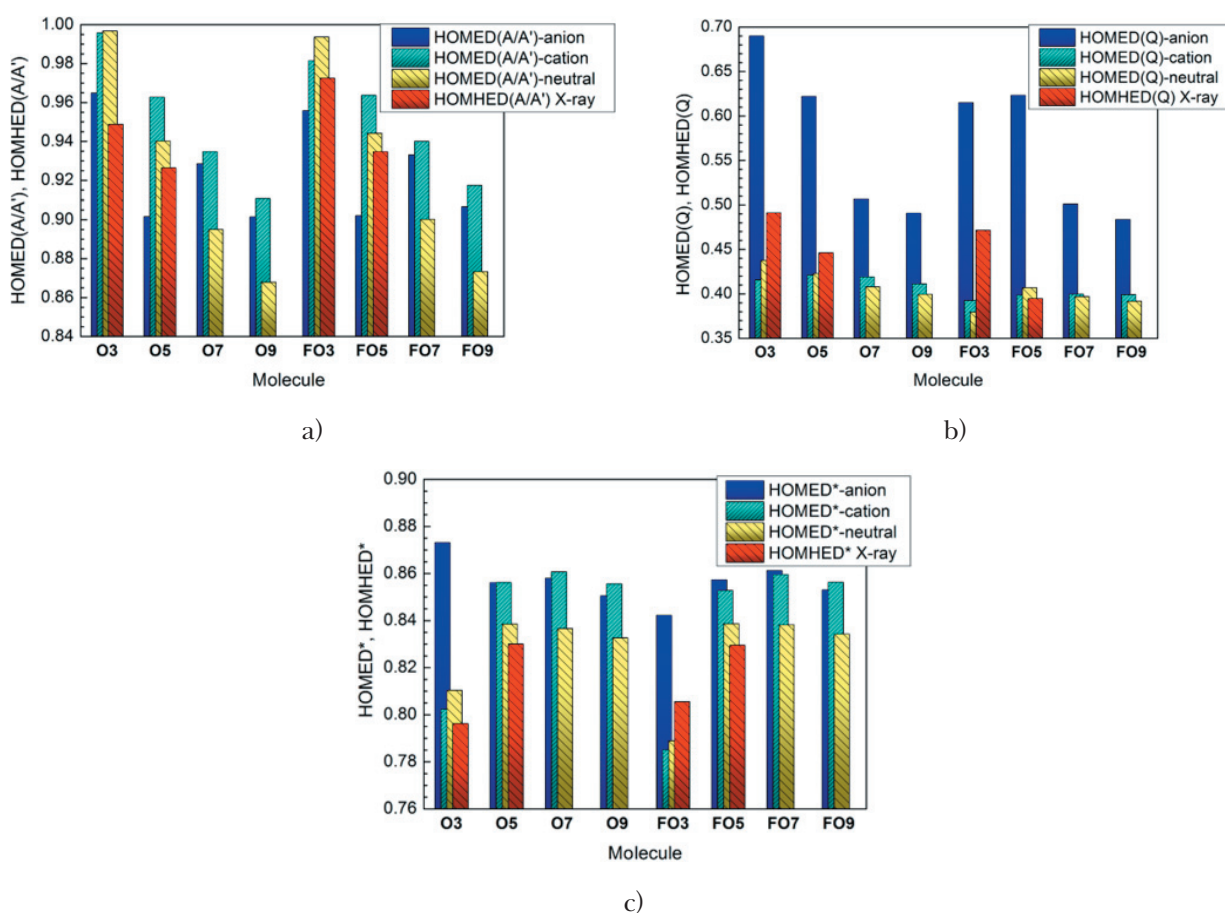 HOMED(A/A'), HOMHED(A/A')
1.00
0.98
0.96
0.94
0.92
0.90
0.88
0.86
0.84
HOMED(A/A')-anion
HOMED(A/A')-cation
HOMED(A/A')-neutral
HOMHED(A/A') X-ray
O3 O5 O7 O9 FO3 FO5 FO7 FO9
Molecule
a)
HOMED(Q), HOMHED(Q)
0.70
0.65
0.60
0.55
0.50
0.45
0.40
0.35
HOMED(Q)-anion
HOMED(Q)-cation
HOMED(Q)-neutral
HOMHED(Q) X-ray
O3 O5 O7 O9 FO3 FO5 FO7 FO9
Molecule
b)
HOMED*, HOMHED*
0.90
0.88
0.86
0.84
0.82
0.80
0.78
0.76
HOMED*-anion
HOMED*-cation
HOMED*-neutral
HOMHED* X-ray
O3 O5 O7 O9 FO3 FO5 FO7 FO9
Molecule
c)